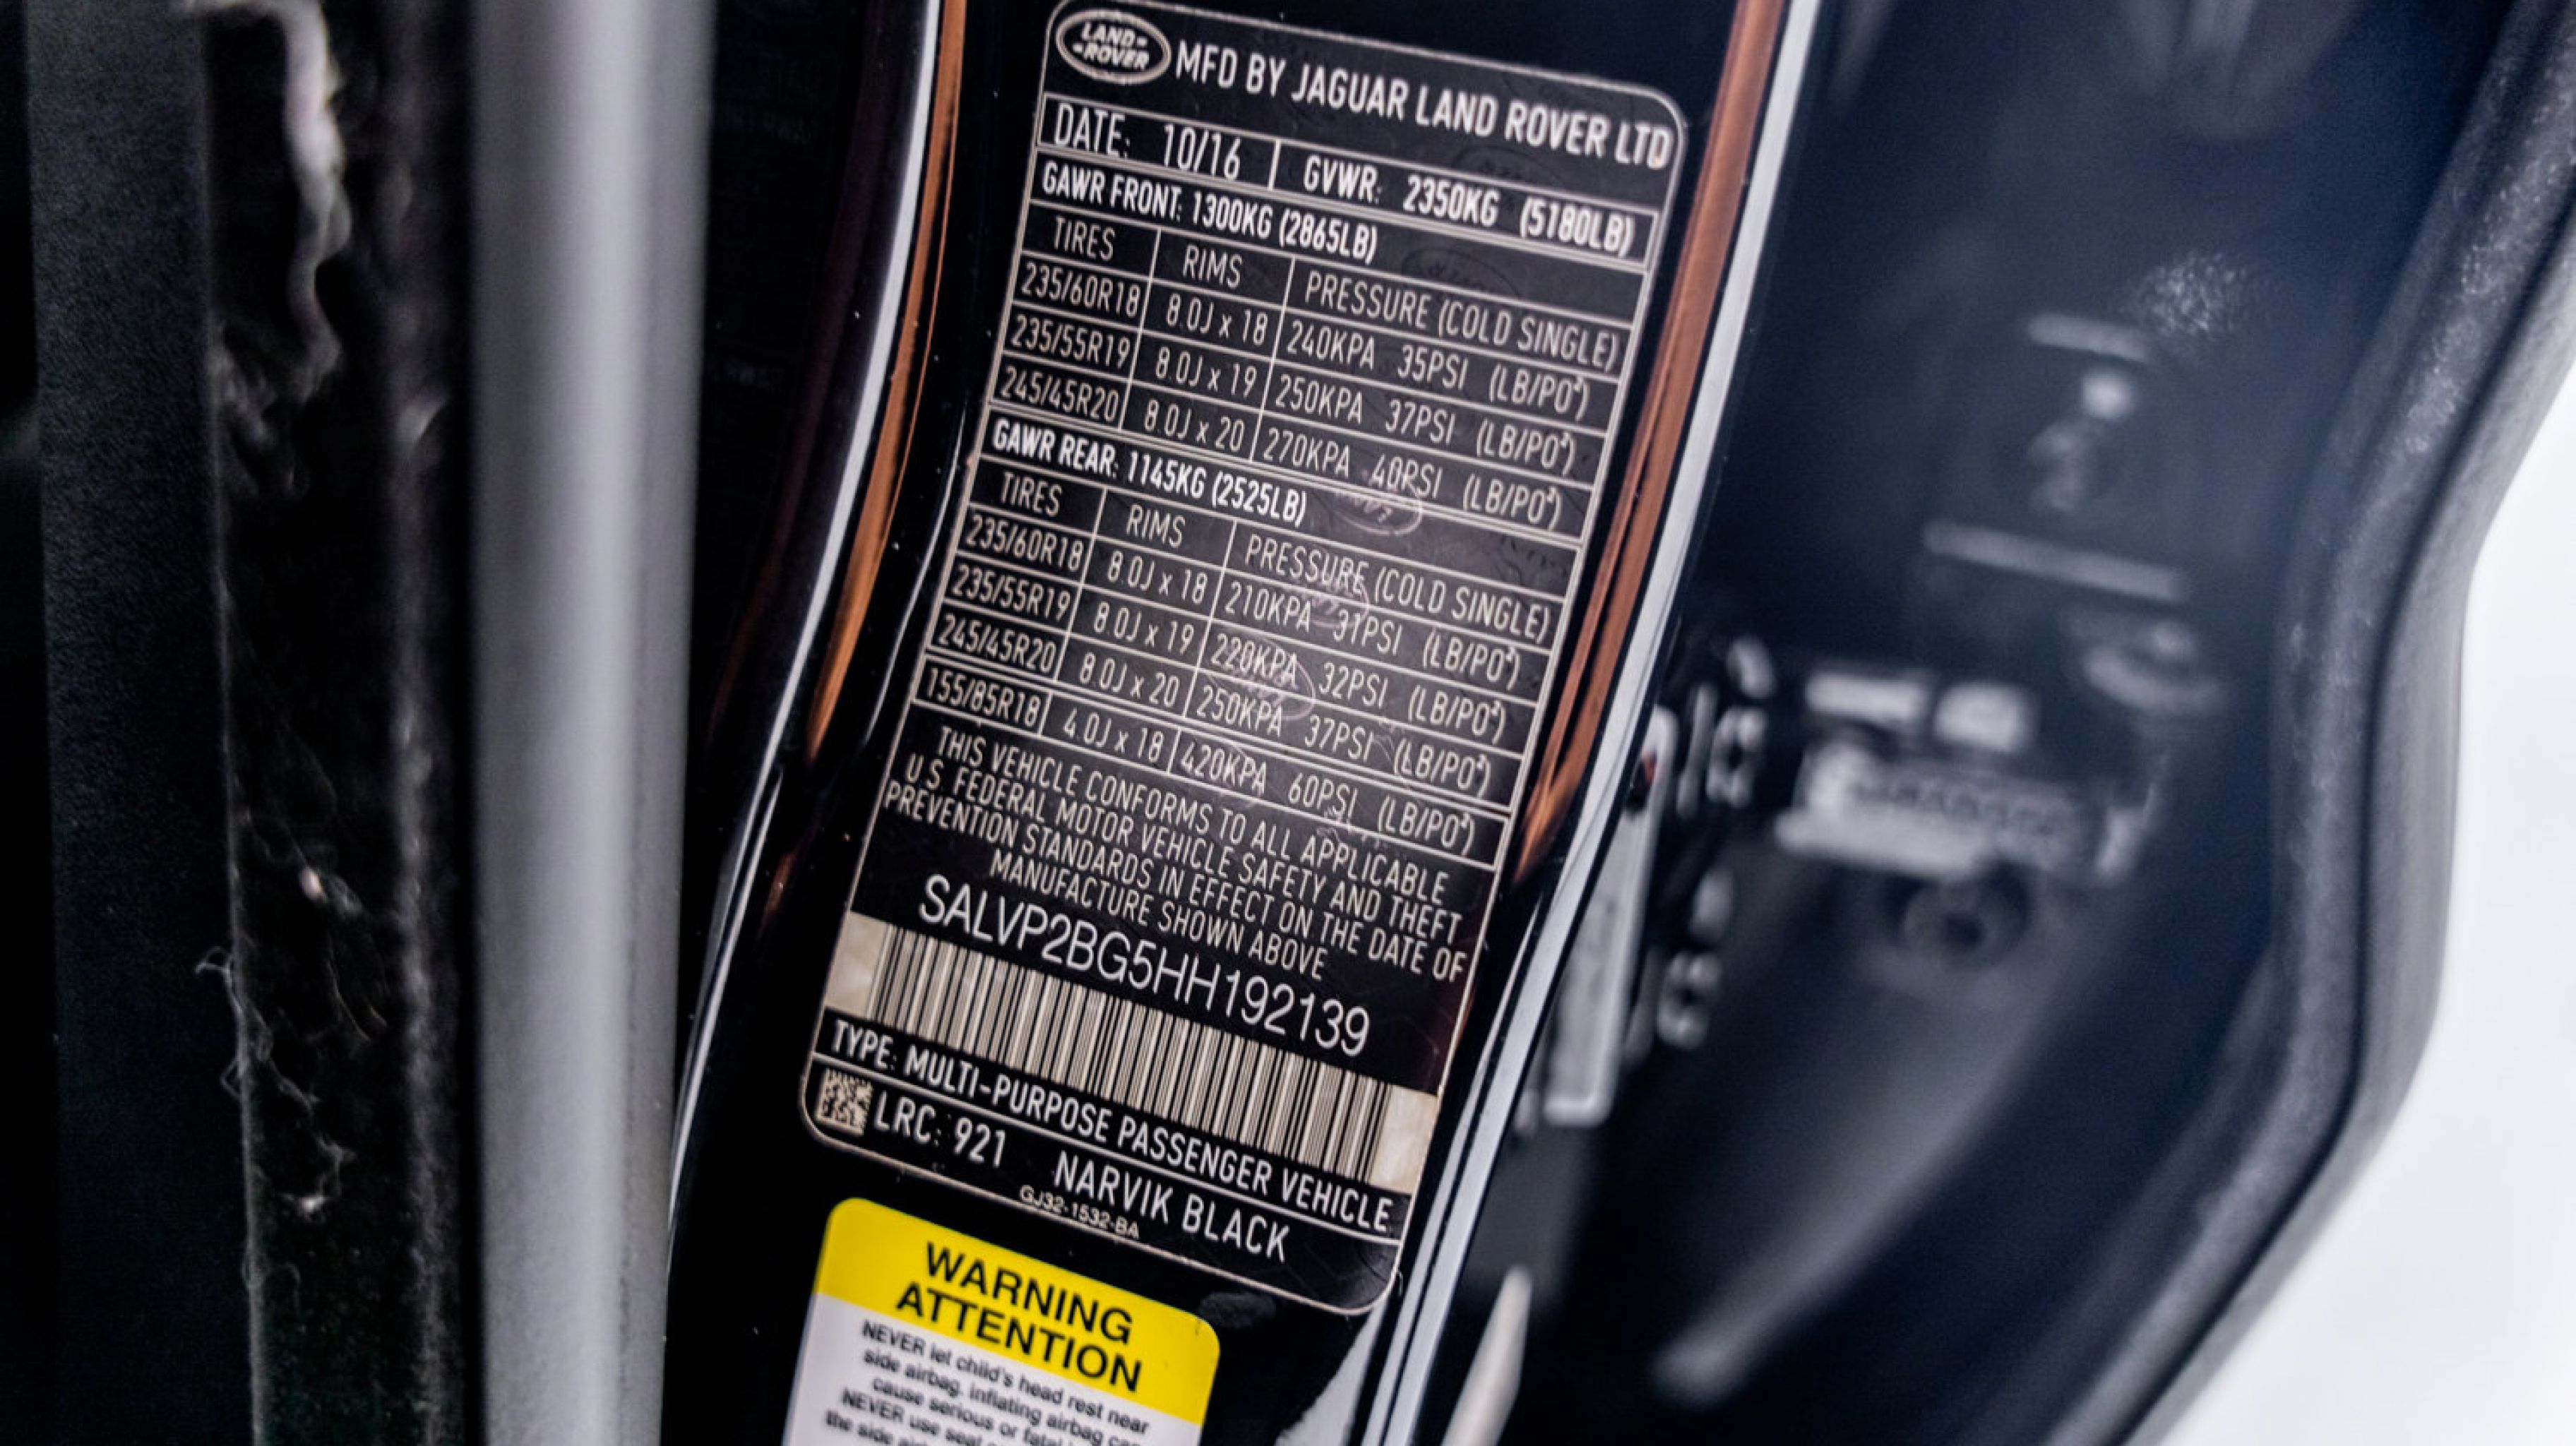 LAND-
-ROVER
MFD BY JAGUAR LAND ROVER LTD
DATE: 10/16 GVWR: 2350KG (5180LB)
GAWR FRONT: 1300KG (2865LB)
TIRES RIMS PRESSURE (COLD SINGLE)
235/60R18 8.0J x 18 240KPA 35PSI (LB/PO²)
235/55R19 8.0J x 19 250KPA 37PSI (LB/PO²)
245/45R20 8.0J x 20 270KPA 40PSI (LB/PO²)
GAWR REAR: 1145KG (2525LB)
TIRES RIMS PRESSURE (COLD SINGLE)
235/60R18 8.0J x 18 210KPA 31PSI (LB/PO²)
235/55R19 8.0J x 19 220KPA 32PSI (LB/PO²)
245/45R20 8.0J x 20 250KPA 37PSI (LB/PO²)
155/85R18 4.0J x 18 420KPA 60PSI (LB/PO²)
THIS VEHICLE CONFORMS TO ALL APPLICABLE
U.S. FEDERAL MOTOR VEHICLE SAFETY AND THEFT
PREVENTION STANDARDS IN EFFECT ON THE DATE OF
MANUFACTURE SHOWN ABOVE
SALVP2BG5HH192139
TYPE: MULTI-PURPOSE PASSENGER VEHICLE
LRC: 921 NARVIK BLACK
GJ32-1532-BA
WARNING
ATTENTION
NEVER let child's head rest near
side airbag, inflating airbag can
cause serious or fatal
NEVER use seat
the side